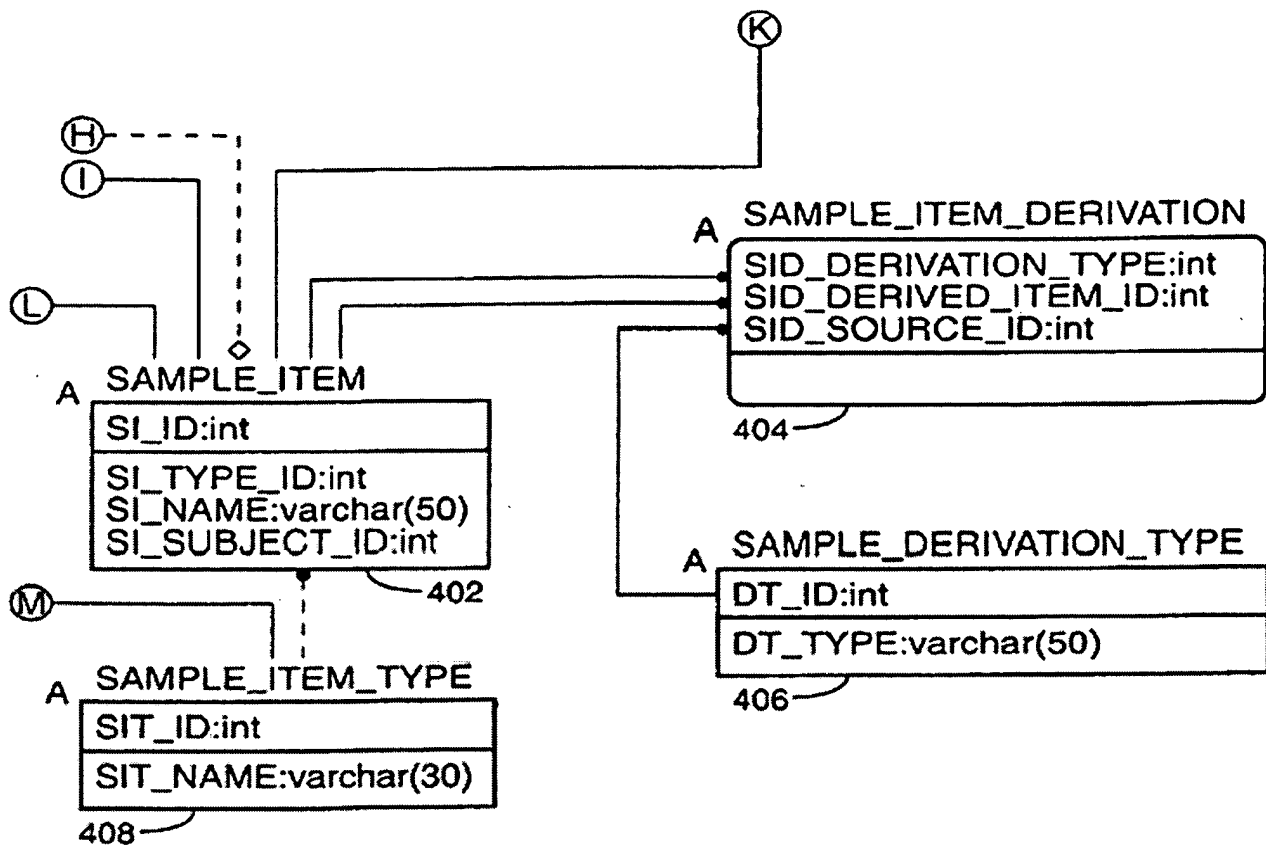 K
H
I
L
A SAMPLE_ITEM_DERIVATION
SID_DERIVATION_TYPE:int
SID_DERIVED_ITEM_ID:int
SID_SOURCE_ID:int
404
A SAMPLE_ITEM
SI_ID:int
SI_TYPE_ID:int
SI_NAME:varchar(50)
SI_SUBJECT_ID:int
402
A SAMPLE_DERIVATION_TYPE
DT_ID:int
DT_TYPE:varchar(50)
406
M
A SAMPLE_ITEM_TYPE
SIT_ID:int
SIT_NAME:varchar(30)
408